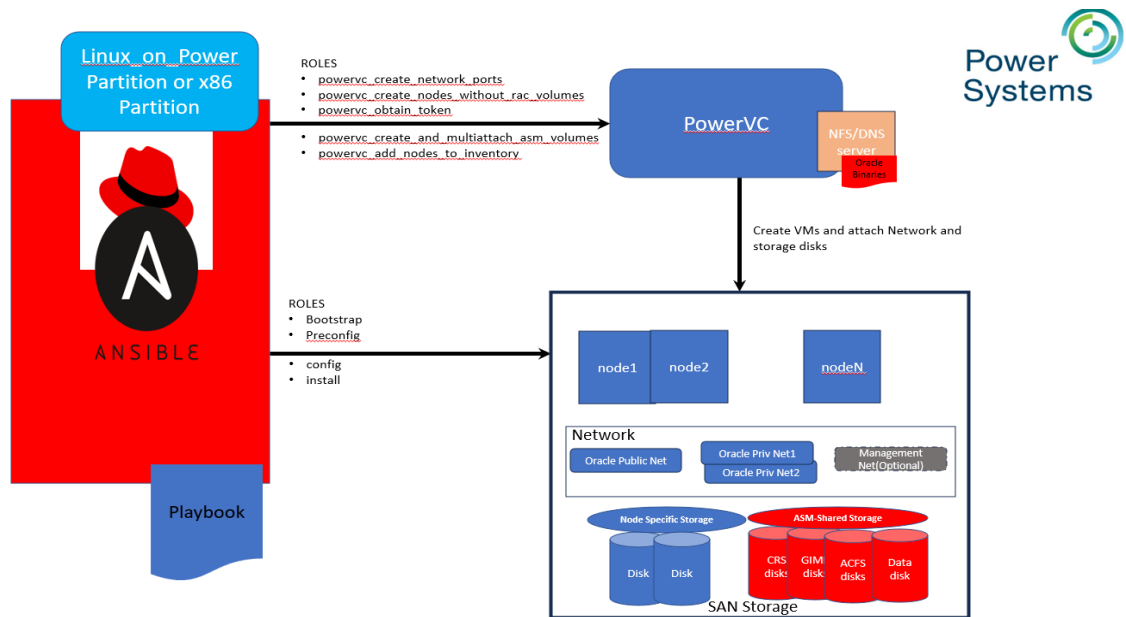 Linux_on_Power
Partition or x86
Partition
ANSIBLE
Playbook
ROLES
• powervc_create_network_ports
• powervc_create_nodes_without_rac_volumes
• powervc_obtain_token
• powervc_create_and_multiattach_asm_volumes
• powervc_add_nodes_to_inventory
PowerVC
NFS/DNS
server
Oracle
Binaries
Power
Systems
Create VMs and attach Network and
storage disks
ROLES
• Bootstrap
• Preconfig
• config
• install
node1
node2
nodeN
Network
Oracle Public Net
Oracle Priv Net1
Oracle Priv Net2
Management
Net(Optional)
Node Specific Storage
ASM-Shared Storage
Disk
Disk
CRS
disks
disks
ACFS
disks
Data
disk
SAN Storage